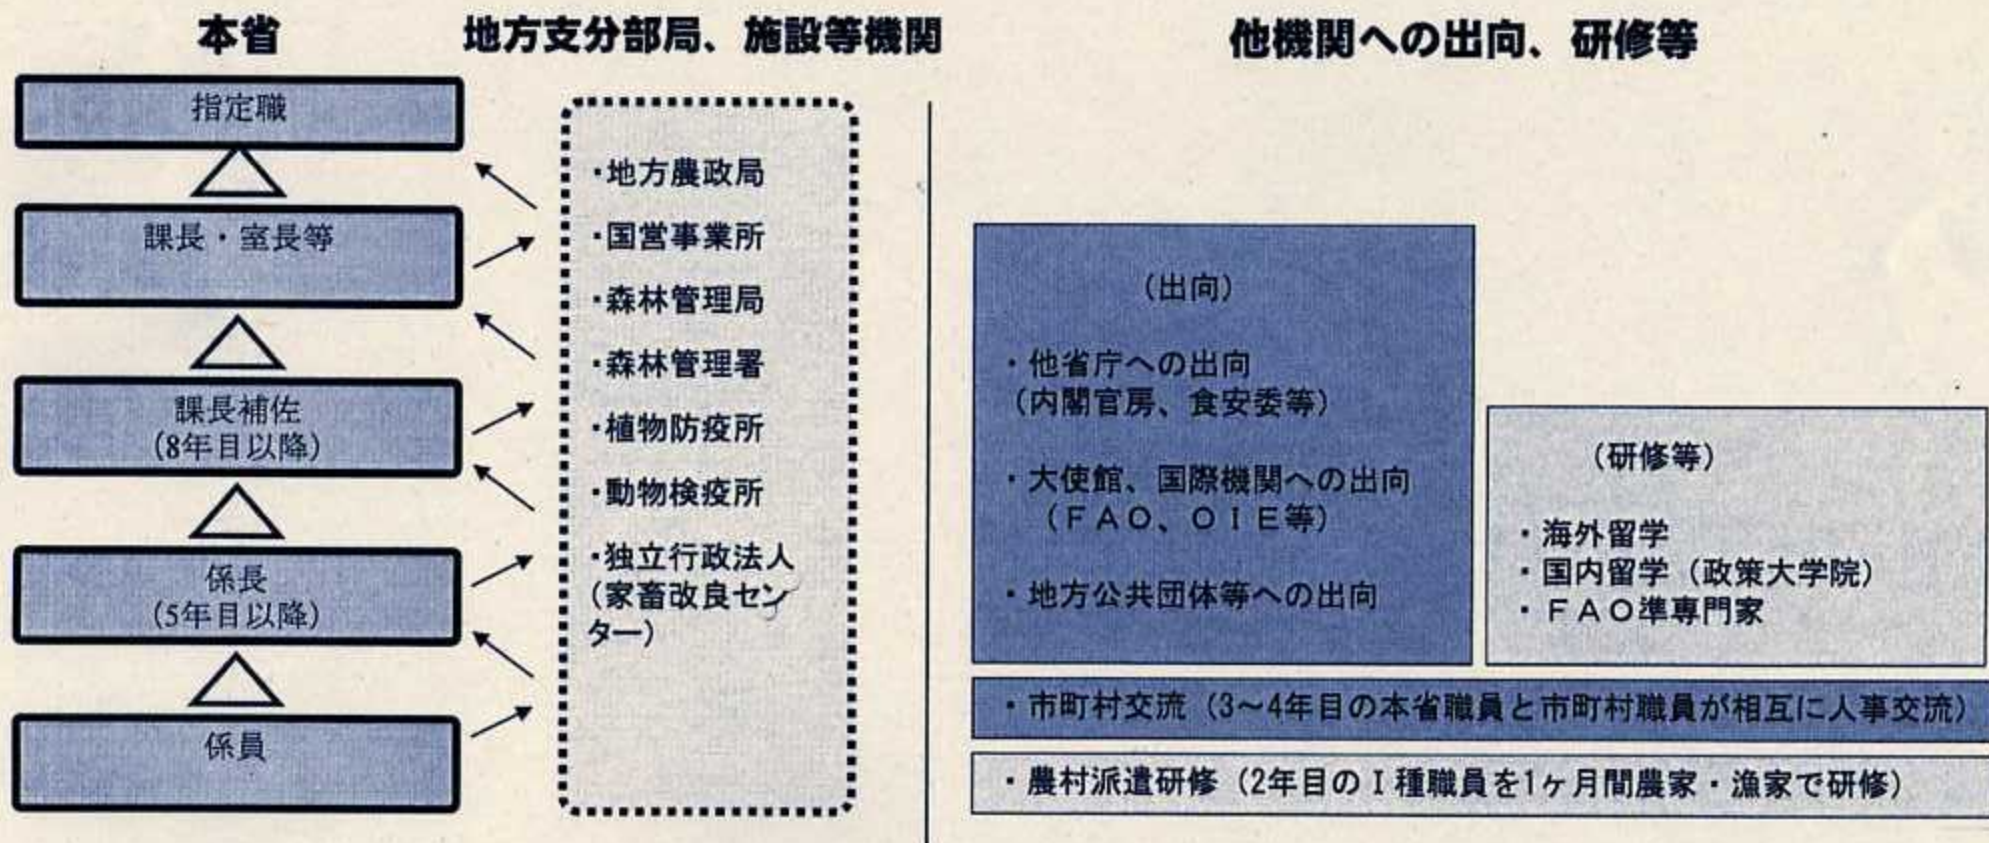 本省
地方支分部局、施設等機関
他機関への出向、研修等
指定職
課長・室長等
課長補佐
(8年目以降)
係長
(5年目以降)
係員
・地方農政局
・国営事業所
・森林管理局
・森林管理署
・植物防疫所
・動物検疫所
・独立行政法人
(家畜改良セン
ター)
(出向)
・他省庁への出向
(内閣官房、食安委等)
・大使館、国際機関への出向
(FAO、OIE等)
・地方公共団体等への出向
(研修等)
・海外留学
・国内留学(政策大学院)
・FAO準専門家
・市町村交流(3~4年目の本省職員と市町村職員が相互に人事交流)
・農村派遣研修(2年目のⅠ種職員を1ヶ月間農家・漁家で研修)